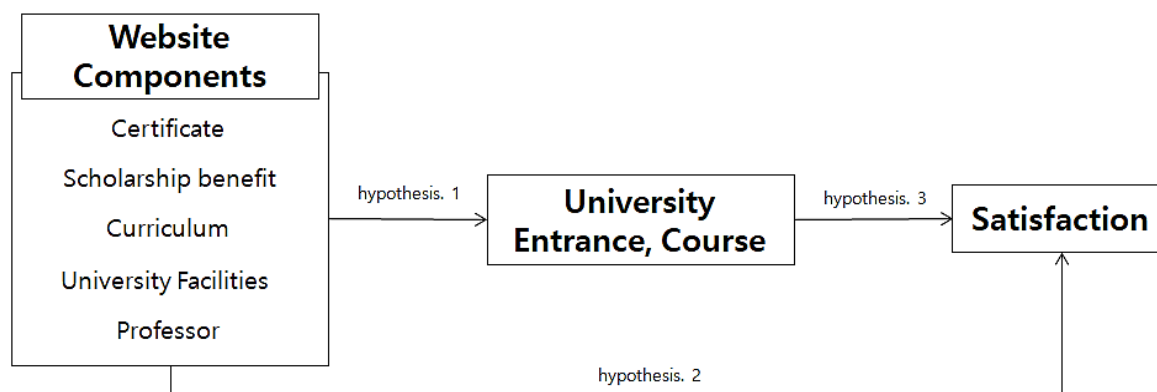 Website
Components
Certificate
Scholarship benefit
Curriculum
University Facilities
Professor
hypothesis. 1
University
Entrance, Course
hypothesis. 3
Satisfaction
hypothesis. 2